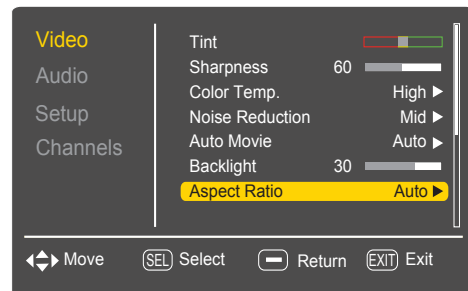 Video
Audio
Setup
Channels
Tint
Sharpness 60
Color Temp. High
Noise Reduction Mid
Auto Movie Auto
Backlight 30
Aspect Ratio Auto
Move SEL Select Return EXIT Exit